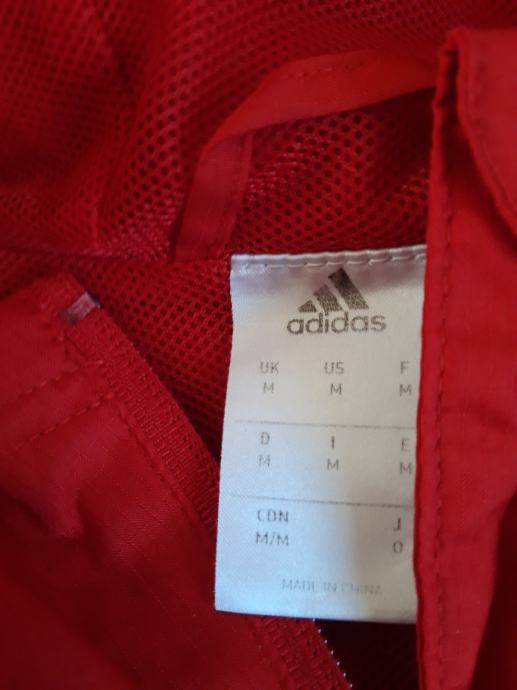 adidas
UK US F
M M M
D I E
M M M
CDN J
M/M O
MADE IN CHINA